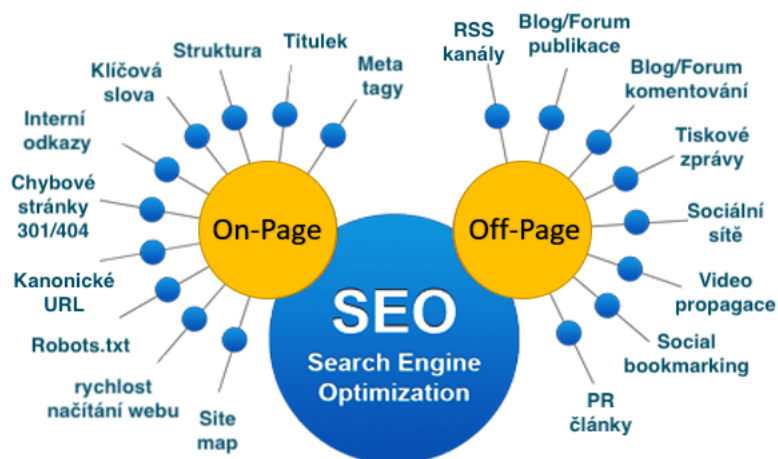 Titulek
Struktura
Meta
tagy
Klíčová
slova
Interní
odkazy
Chybové
stránky
301/404
Kanonické
URL
Robots.txt
rychlost
načítání webu
Site
map
On-Page
SEO
Search Engine
Optimization
Off-Page
RSS
kanály
Blog/Forum
publikace
Blog/Forum
komentování
Tiskové
zprávy
Sociální
sítě
Video
propagace
Social
bookmarking
PR
články